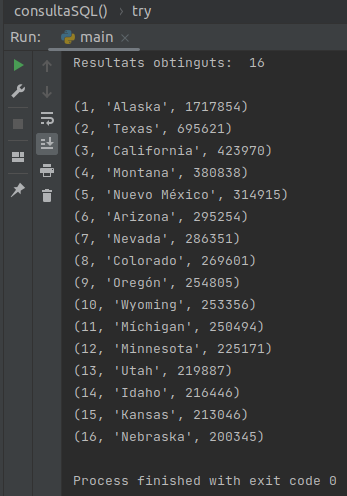 consultaSQL() › try
Run: main ×
Resultats obtinguts:  16
(1, 'Alaska', 1717854)
(2, 'Texas', 695621)
(3, 'California', 423970)
(4, 'Montana', 380838)
(5, 'Nuevo México', 314915)
(6, 'Arizona', 295254)
(7, 'Nevada', 286351)
(8, 'Colorado', 269601)
(9, 'Oregón', 254805)
(10, 'Wyoming', 253356)
(11, 'Míchigan', 250494)
(12, 'Minnesota', 225171)
(13, 'Utah', 219887)
(14, 'Idaho', 216446)
(15, 'Kansas', 213046)
(16, 'Nebraska', 200345)
Process finished with exit code 0